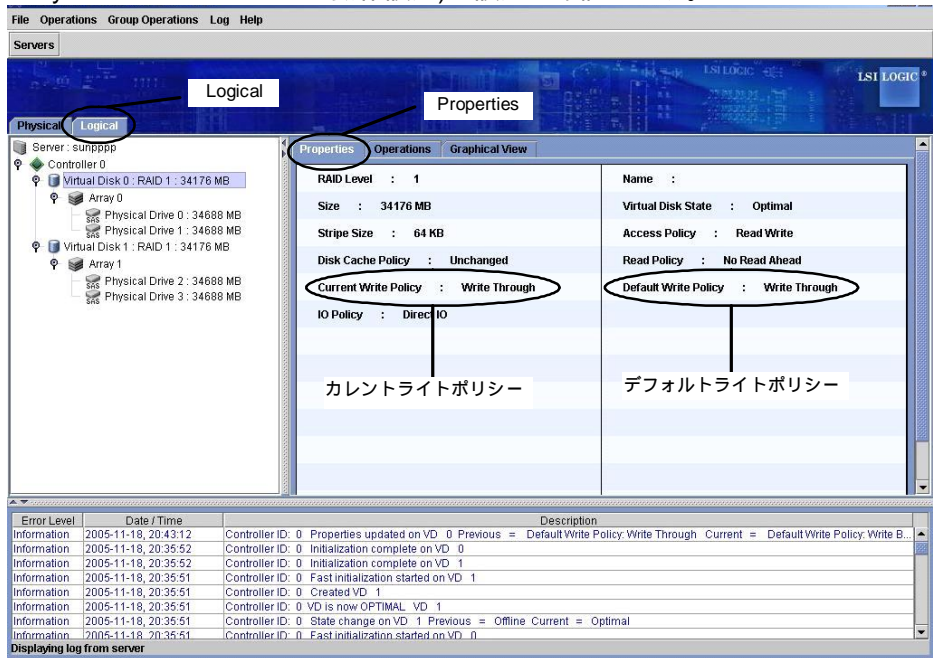 File Operations Group Operations Log Help
Servers
LSI LOGIC
LSI LOGIC ®
Logical
Properties
Physical Logical
Server : sunpppp
Controller 0
Virtual Disk 0 : RAID 1 : 34176 MB
Array 0
SAS Physical Drive 0 : 34688 MB
SAS Physical Drive 1 : 34688 MB
Virtual Disk 1 : RAID 1 : 34176 MB
Array 1
SAS Physical Drive 2 : 34688 MB
SAS Physical Drive 3 : 34688 MB
Properties Operations Graphical View
RAID Level : 1 Name :
Size : 34176 MB Virtual Disk State : Optimal
Stripe Size : 64 KB Access Policy : Read Write
Disk Cache Policy : Unchanged Read Policy : No Read Ahead
Current Write Policy : Write Through Default Write Policy : Write Through
IO Policy : Direct IO
カレントライトポリシー デフォルトライトポリシー
Error Level Date / Time Description
Information 2005-11-18, 20:43:12 Controller ID: 0 Properties updated on VD 0 Previous = Default Write Policy: Write Through Current = Default Write Policy: Write B...
Information 2005-11-18, 20:35:52 Controller ID: 0 Initialization complete on VD 0
Information 2005-11-18, 20:35:52 Controller ID: 0 Initialization complete on VD 1
Information 2005-11-18, 20:35:51 Controller ID: 0 Fast initialization started on VD 1
Information 2005-11-18, 20:35:51 Controller ID: 0 Created VD 1
Information 2005-11-18, 20:35:51 Controller ID: 0 VD is now OPTIMAL VD 1
Information 2005-11-18, 20:35:51 Controller ID: 0 State change on VD 1 Previous = Offline Current = Optimal
Information 2005-11-18, 20:35:51 Controller ID: 0 Fast initialization started on VD 0
Displaying log from server